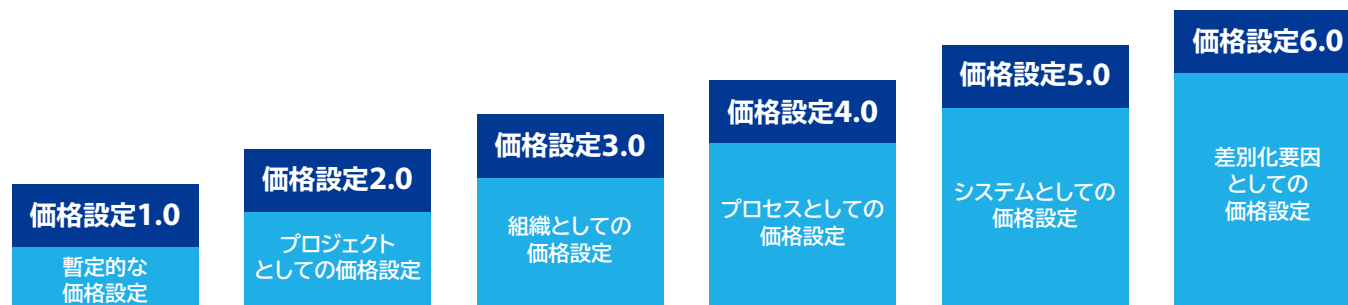 価格設定1.0
暫定的な
価格設定
価格設定2.0
プロジェクト
としての価格設定
価格設定3.0
組織としての
価格設定
価格設定4.0
プロセスとしての
価格設定
価格設定5.0
システムとしての
価格設定
価格設定6.0
差別化要因
としての
価格設定